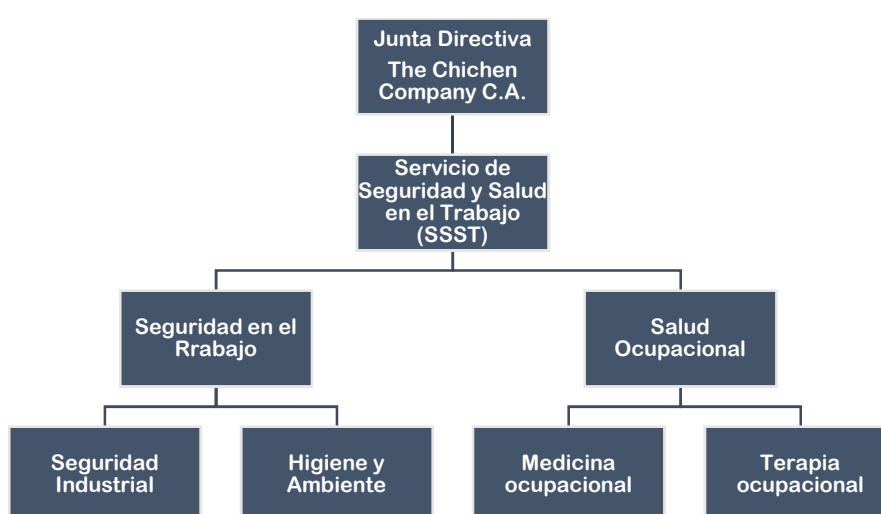 Junta Directiva
The Chichen
Company C.A.
Servicio de
Seguridad y Salud
en el Trabajo
(SSST)
Seguridad en el
Rrabajo
Salud
Ocupacional
Seguridad
Industrial
Higiene y
Ambiente
Medicina
ocupacional
Terapia
ocupacional